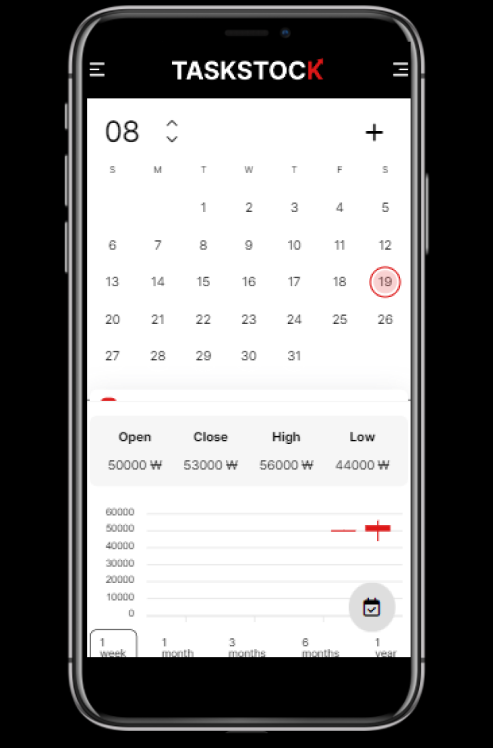 TASKSTOCK
08
S M T W T F S
1 2 3 4 5
6 7 8 9 10 11 12
13 14 15 16 17 18 19
20 21 22 23 24 25 26
27 28 29 30 31
Open Close High Low
50000 ₩ 53000 ₩ 56000 ₩ 44000 ₩
60000
50000
40000
30000
20000
10000
0
1 1 3 6 1
week month months months year